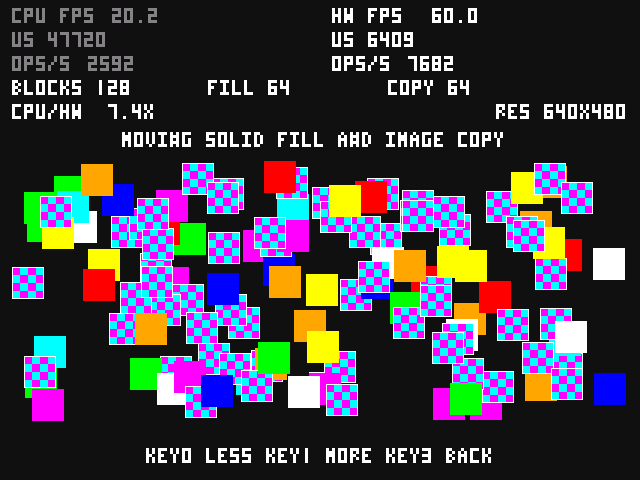 CPU FPS 20.2 HW FPS 60.0
US 47720 US 6409
OPS/S 2592 OPS/S 7682
BLOCKS 128 FILL 64 COPY 64
CPU/HW 7.4X RES 640X480
MOVING SOLID FILL AND IMAGE COPY
KEY0 LESS KEY1 MORE KEY3 BACK